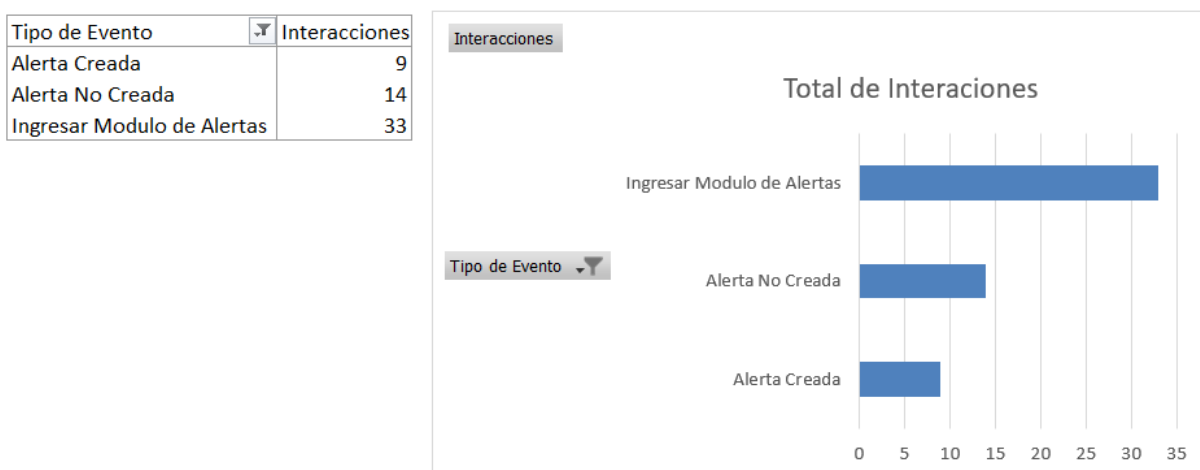 Tipo de Evento Interacciones
Alerta Creada 9
Alerta No Creada 14
Ingresar Modulo de Alertas 33
Interacciones
Total de Interaciones
Ingresar Modulo de Alertas
Tipo de Evento
Alerta No Creada
Alerta Creada
0 5 10 15 20 25 30 35